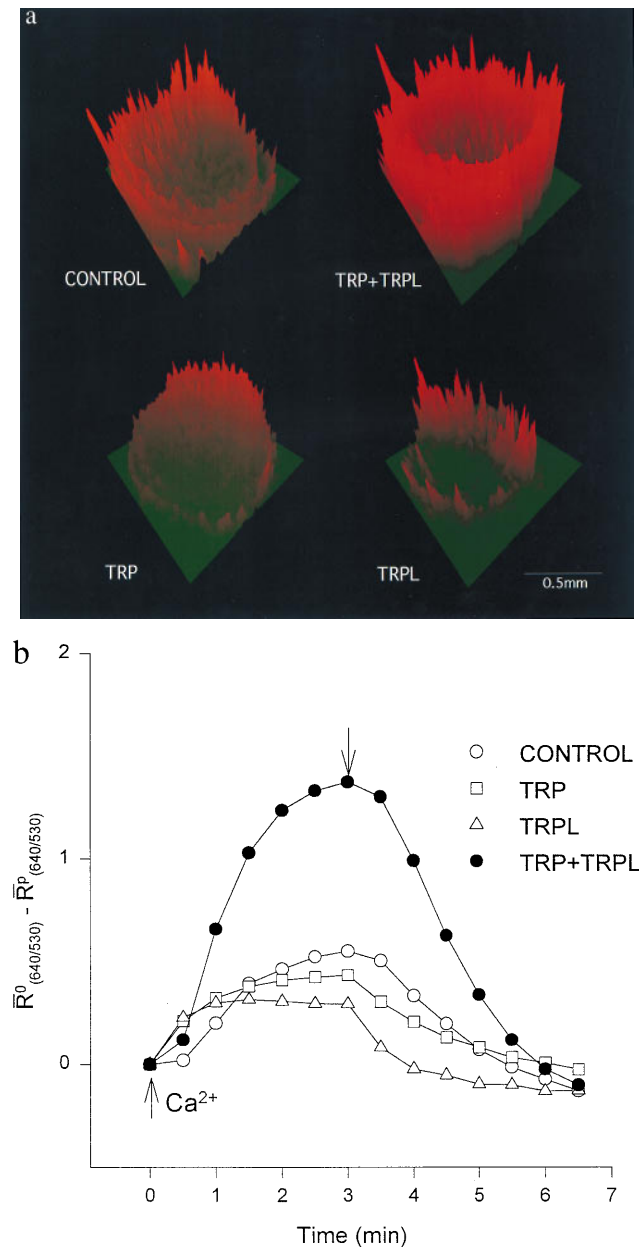 a
CONTROL
TRP+TRPL
TRP
TRPL
0.5mm
b
2
1
0
R̄⁰(640/530) - R̄ᵖ(640/530)
CONTROL
TRP
TRPL
TRP+TRPL
Ca²⁺
0 1 2 3 4 5 6 7
Time (min)